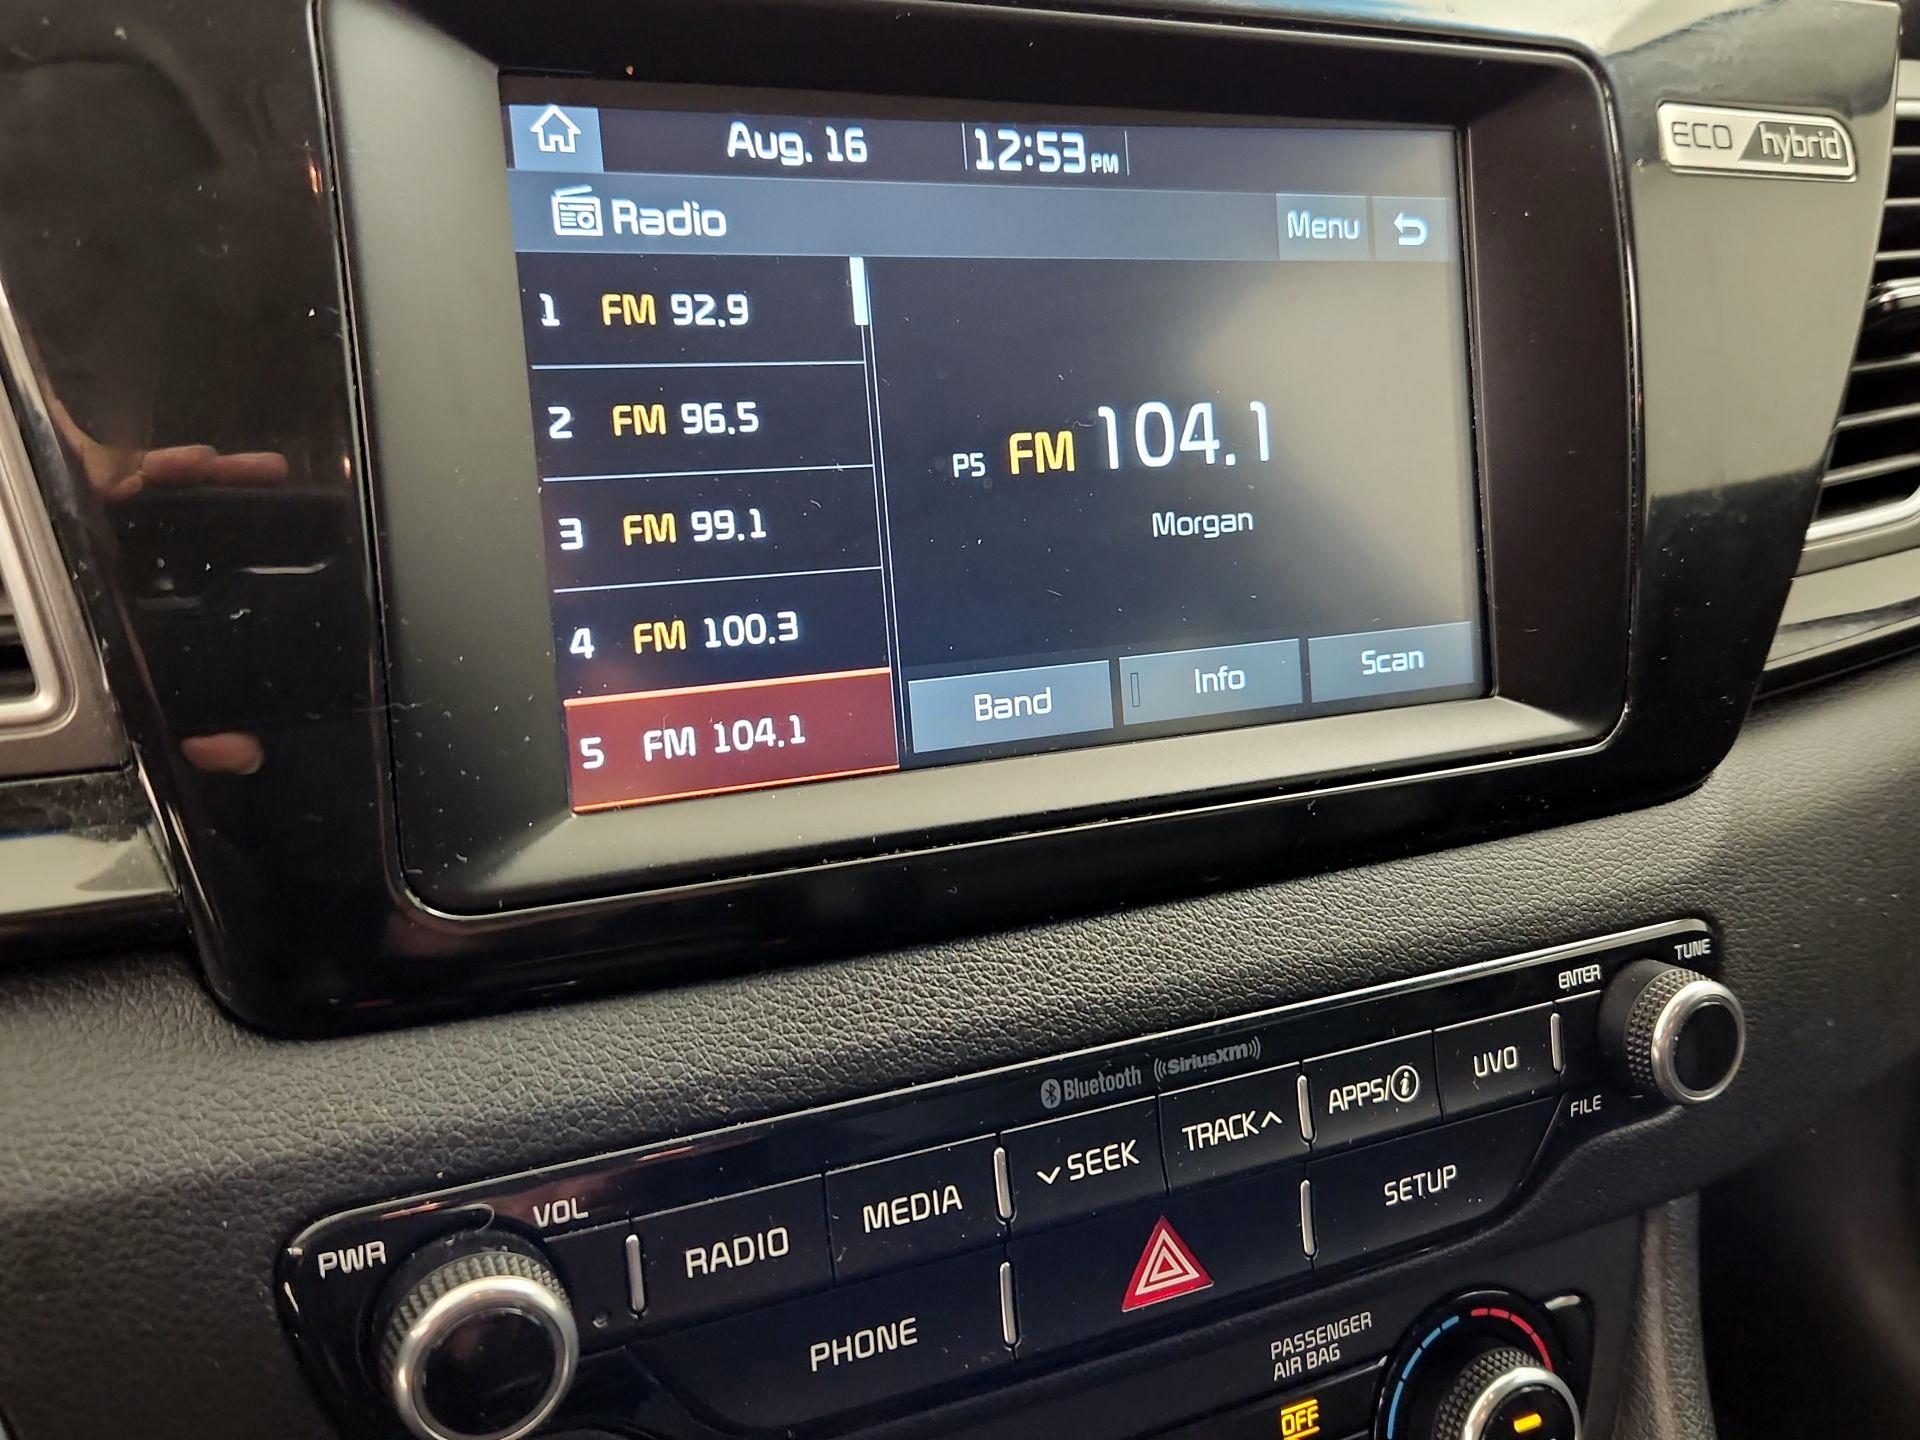 Aug. 16 12:53 PM
ECO hybrid
Radio Menu
1 FM 92.9
2 FM 96.5
3 FM 99.1
4 FM 100.3
5 FM 104.1
P5 FM 104.1
Morgan
Band Info Scan
TUNE
ENTER
FILE
Bluetooth SiriusXM
PWR VOL
RADIO MEDIA SEEK TRACK APPS/i UVO
PHONE SETUP
PASSENGER
AIR BAG
OFF